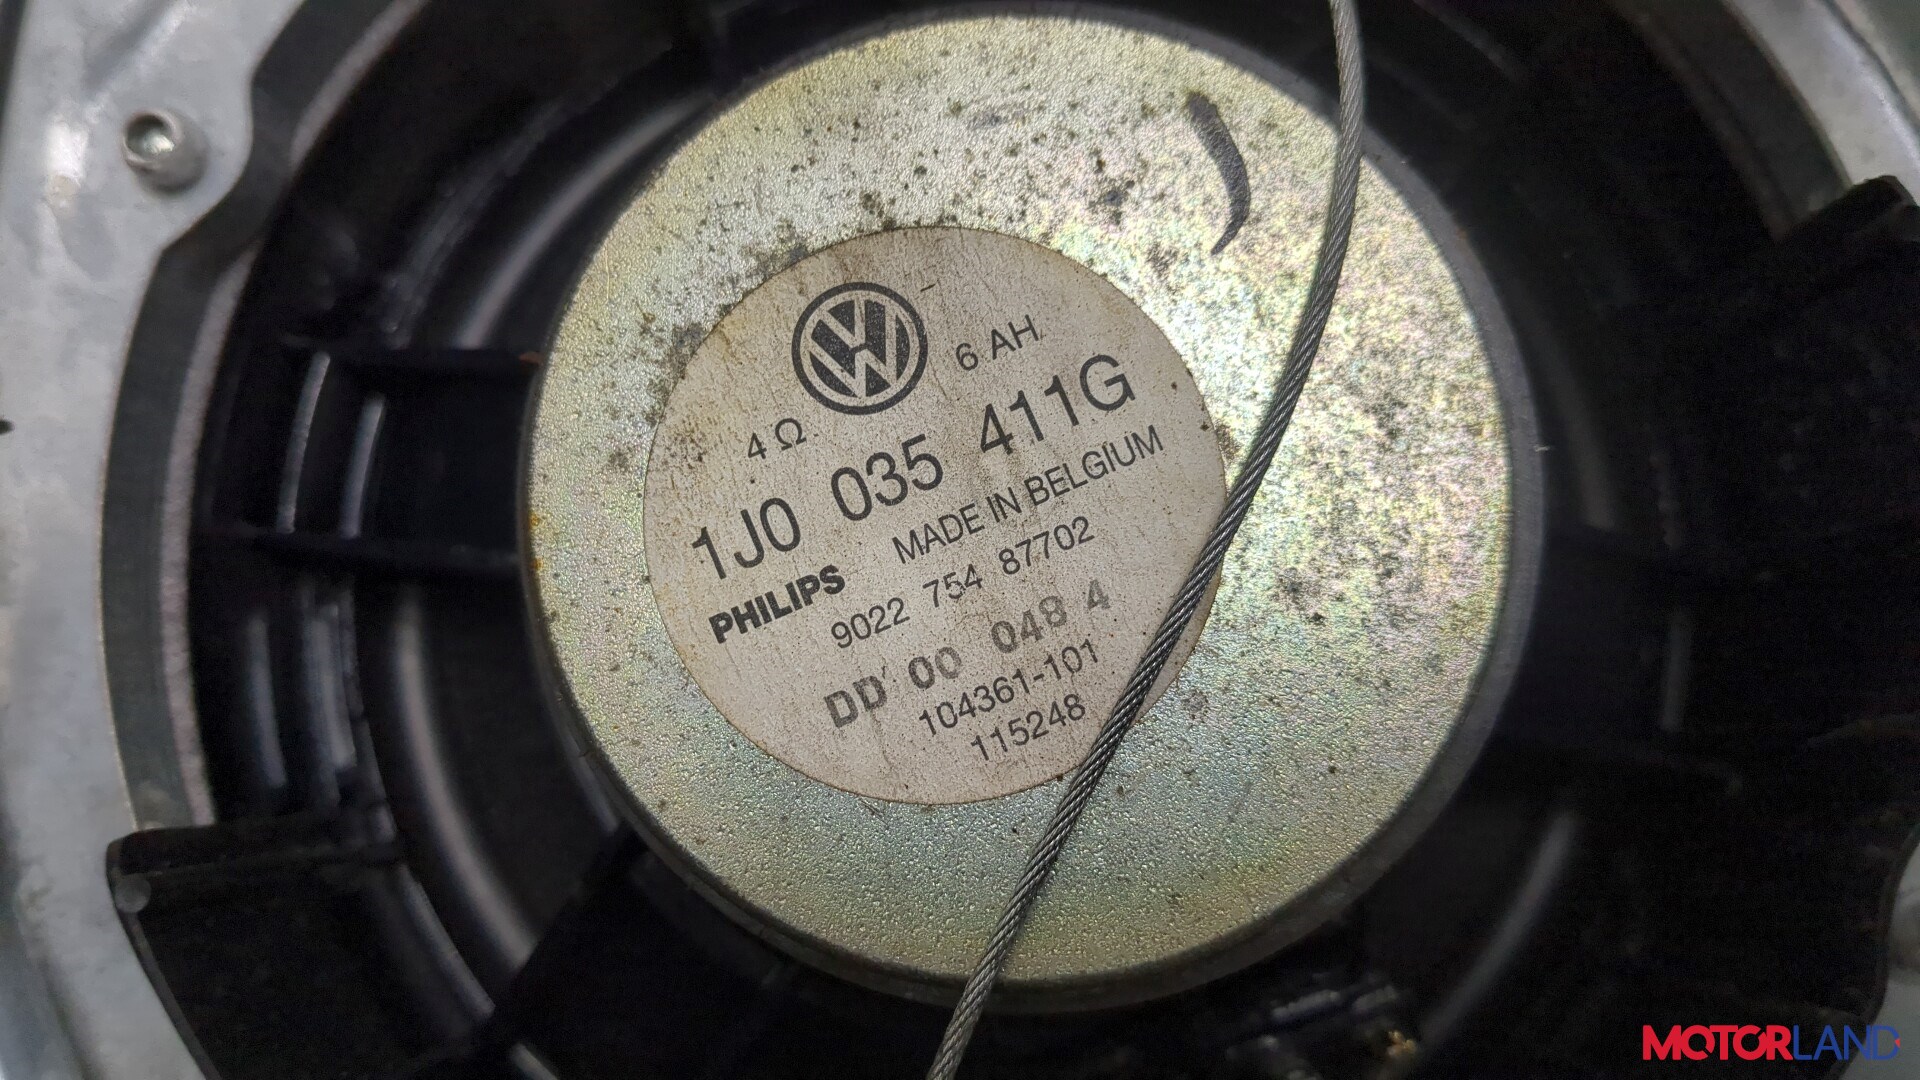 VW
6 AH
4 Ω
1J0 035 411G
MADE IN BELGIUM
PHILIPS
9022 754 87702
DD 00 048 4
104361-101
115248
MOTORLAND